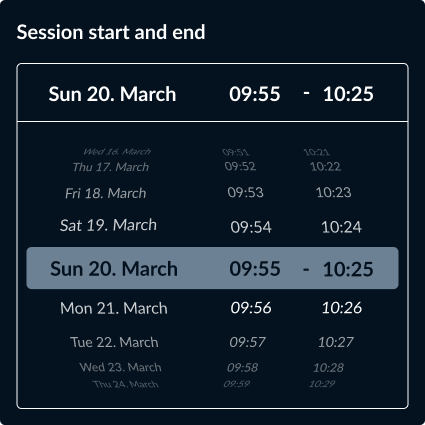 Session start and end
Sun 20. March 09:55 - 10:25
Wed 16. March 09:51 10:21
Thu 17. March 09:52 10:22
Fri 18. March 09:53 10:23
Sat 19. March 09:54 10:24
Sun 20. March 09:55 - 10:25
Mon 21. March 09:56 10:26
Tue 22. March 09:57 10:27
Wed 23. March 09:58 10:28
Thu 24. March 09:59 10:29